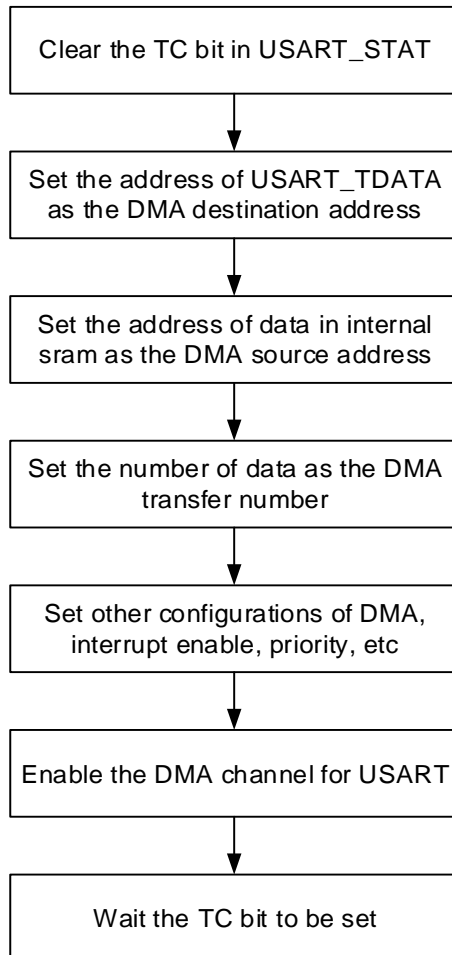 Clear the TC bit in USART_STAT
Set the address of USART_TDATA
as the DMA destination address
Set the address of data in internal
sram as the DMA source address
Set the number of data as the DMA
transfer number
Set other configurations of DMA,
interrupt enable, priority, etc
Enable the DMA channel for USART
Wait the TC bit to be set